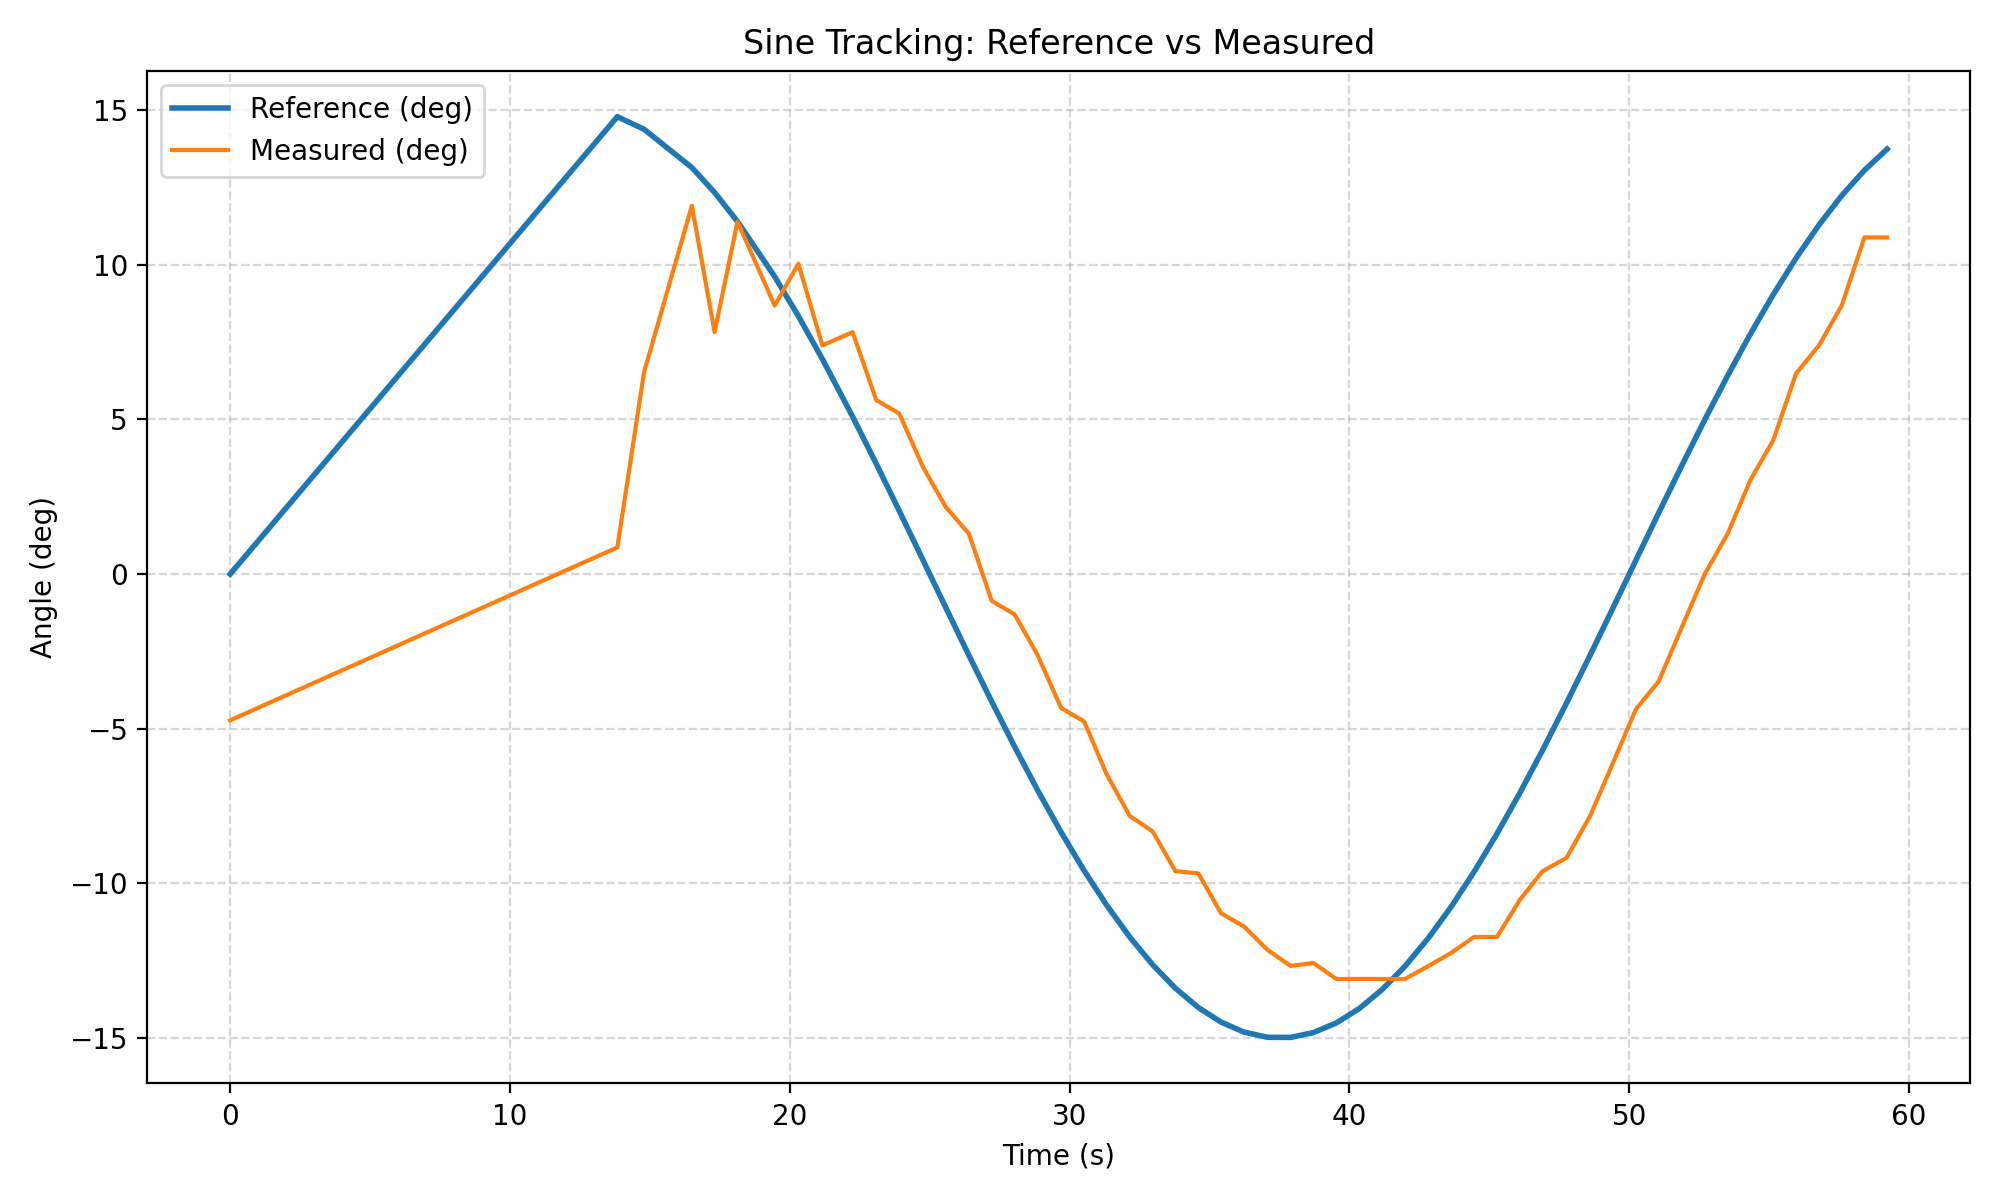 Sine Tracking: Reference vs Measured
Reference (deg)
Measured (deg)
15
10
5
0
−5
−10
−15
Angle (deg)
0
10
20
30
40
50
60
Time (s)